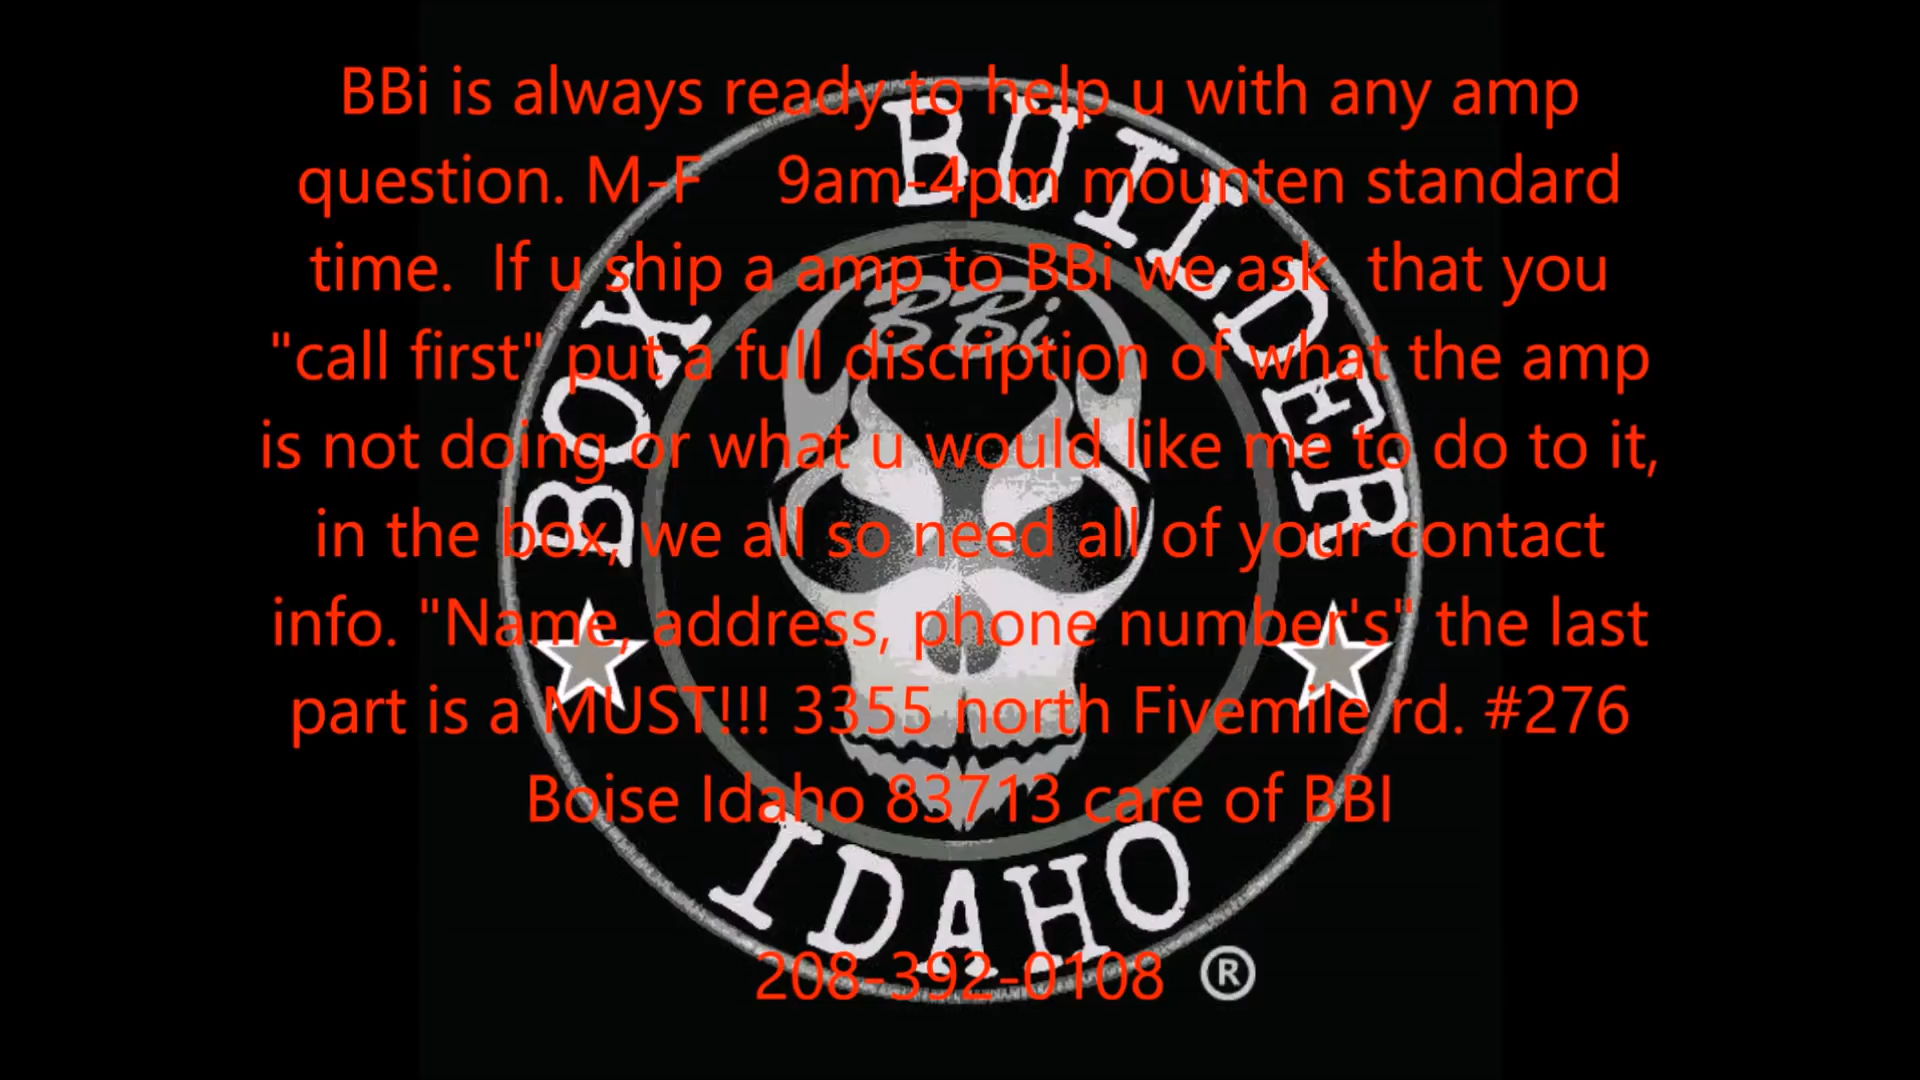 BBi is always ready to help u with any amp
question. M-F    9am-4pm mounten standard
time.  If u ship a amp to BBi we ask  that you
"call first" put a full discription of what the amp
is not doing or what u would like me to do to it,
in the box, we all so need all of your contact
info. "Name, address, phone number's" the last
part is a MUST!!! 3355 north Fivemile rd. #276
Boise Idaho 83713 care of BBI
208-392-0108
BOX BUILDER
BBi
IDAHO
®